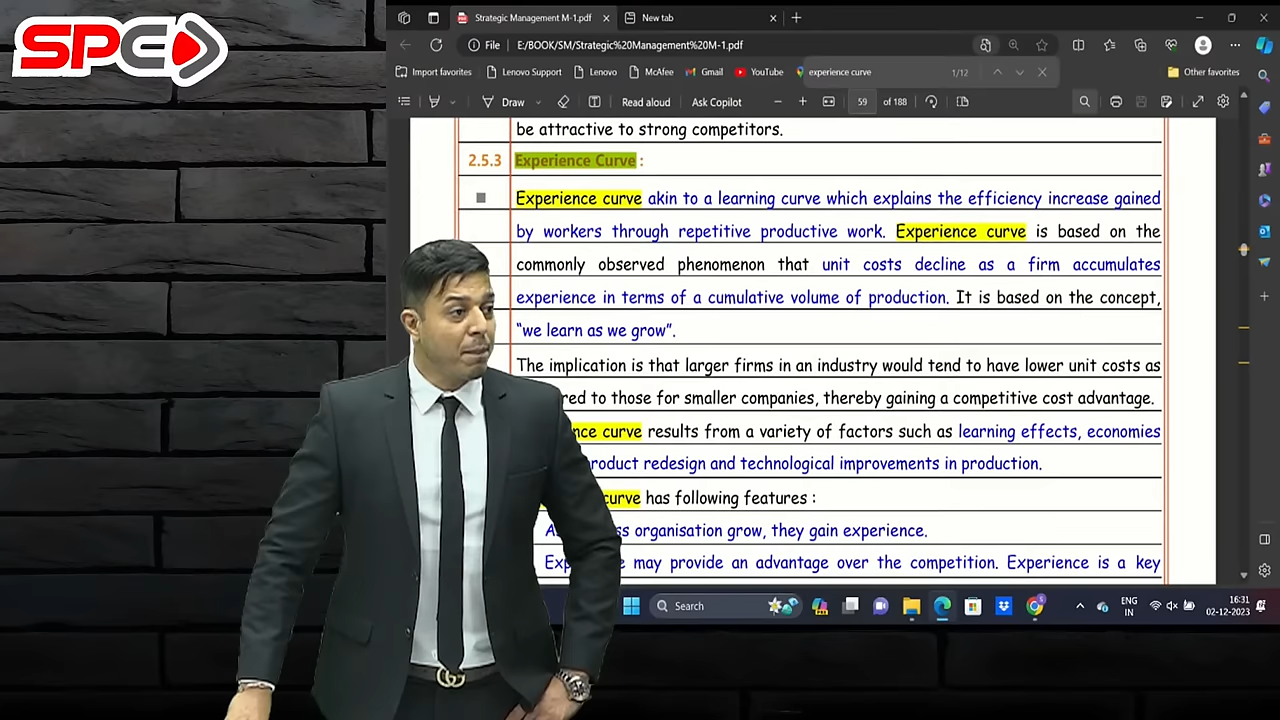 SPC
Strategic Management M-1.pdf
New tab
File
E:/BOOK/SM/Strategic%20Management%20M-1.pdf
Import favorites
Lenovo Support
Lenovo
McAfee
Gmail
YouTube
experience curve
1/12
Other favorites
Draw
Read aloud
Ask Copilot
59
of 188
be attractive to strong competitors.
2.5.3 Experience Curve :
Experience curve akin to a learning curve which explains the efficiency increase gained
by workers through repetitive productive work. Experience curve is based on the
commonly observed phenomenon that unit costs decline as a firm accumulates
experience in terms of a cumulative volume of production. It is based on the concept,
“we learn as we grow”.
The implication is that larger firms in an industry would tend to have lower unit costs as
red to those for smaller companies, thereby gaining a competitive cost advantage.
nce curve results from a variety of factors such as learning effects, economies
roduct redesign and technological improvements in production.
curve has following features :
ss organisation grow, they gain experience.
may provide an advantage over the competition. Experience is a key
Search
ENG
IN
16:31
02-12-2023